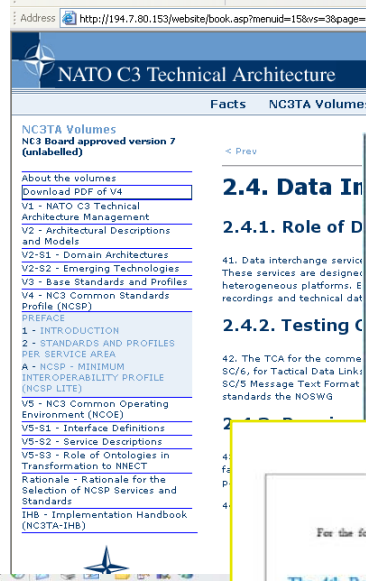 Address http://194.7.80.153/website/book.asp?menuid=15&vs=3&page=
NATO C3 Technical Architecture
Facts NC3TA Volume
NC3TA Volumes
NC3 Board approved version 7
(unlabelled)
About the volumes
Download PDF of V4
V1 - NATO C3 Technical
Architecture Management
V2 - Architectural Descriptions
and Models
V2-S1 - Domain Architectures
V2-S2 - Emerging Technologies
V3 - Base Standards and Profiles
V4 - NC3 Common Standards
Profile (NCSP)
PREFACE
1 - INTRODUCTION
2 - STANDARDS AND PROFILES
PER SERVICE AREA
A - NCSP - MINIMUM
INTEROPERABILITY PROFILE
(NCSP LITE)
V5 - NC3 Common Operating
Environment (NCOE)
V5-S1 - Interface Definitions
V5-S2 - Service Descriptions
V5-S3 - Role of Ontologies in
Transformation to NNECT
Rationale - Rationale for the
Selection of NCSP Services and
Standards
IHB - Implementation Handbook
(NC3TA-IHB)
< Prev
2.4. Data In
2.4.1. Role of D
41. Data interchange service
These services are designed
heterogeneous platforms. E
recordings and technical dat
2.4.2. Testing
42. The TCA for the comme
SC/6, for Tactical Data Links
SC/5 Message Text Format
standards the NOSWG
For the fo
The 4th